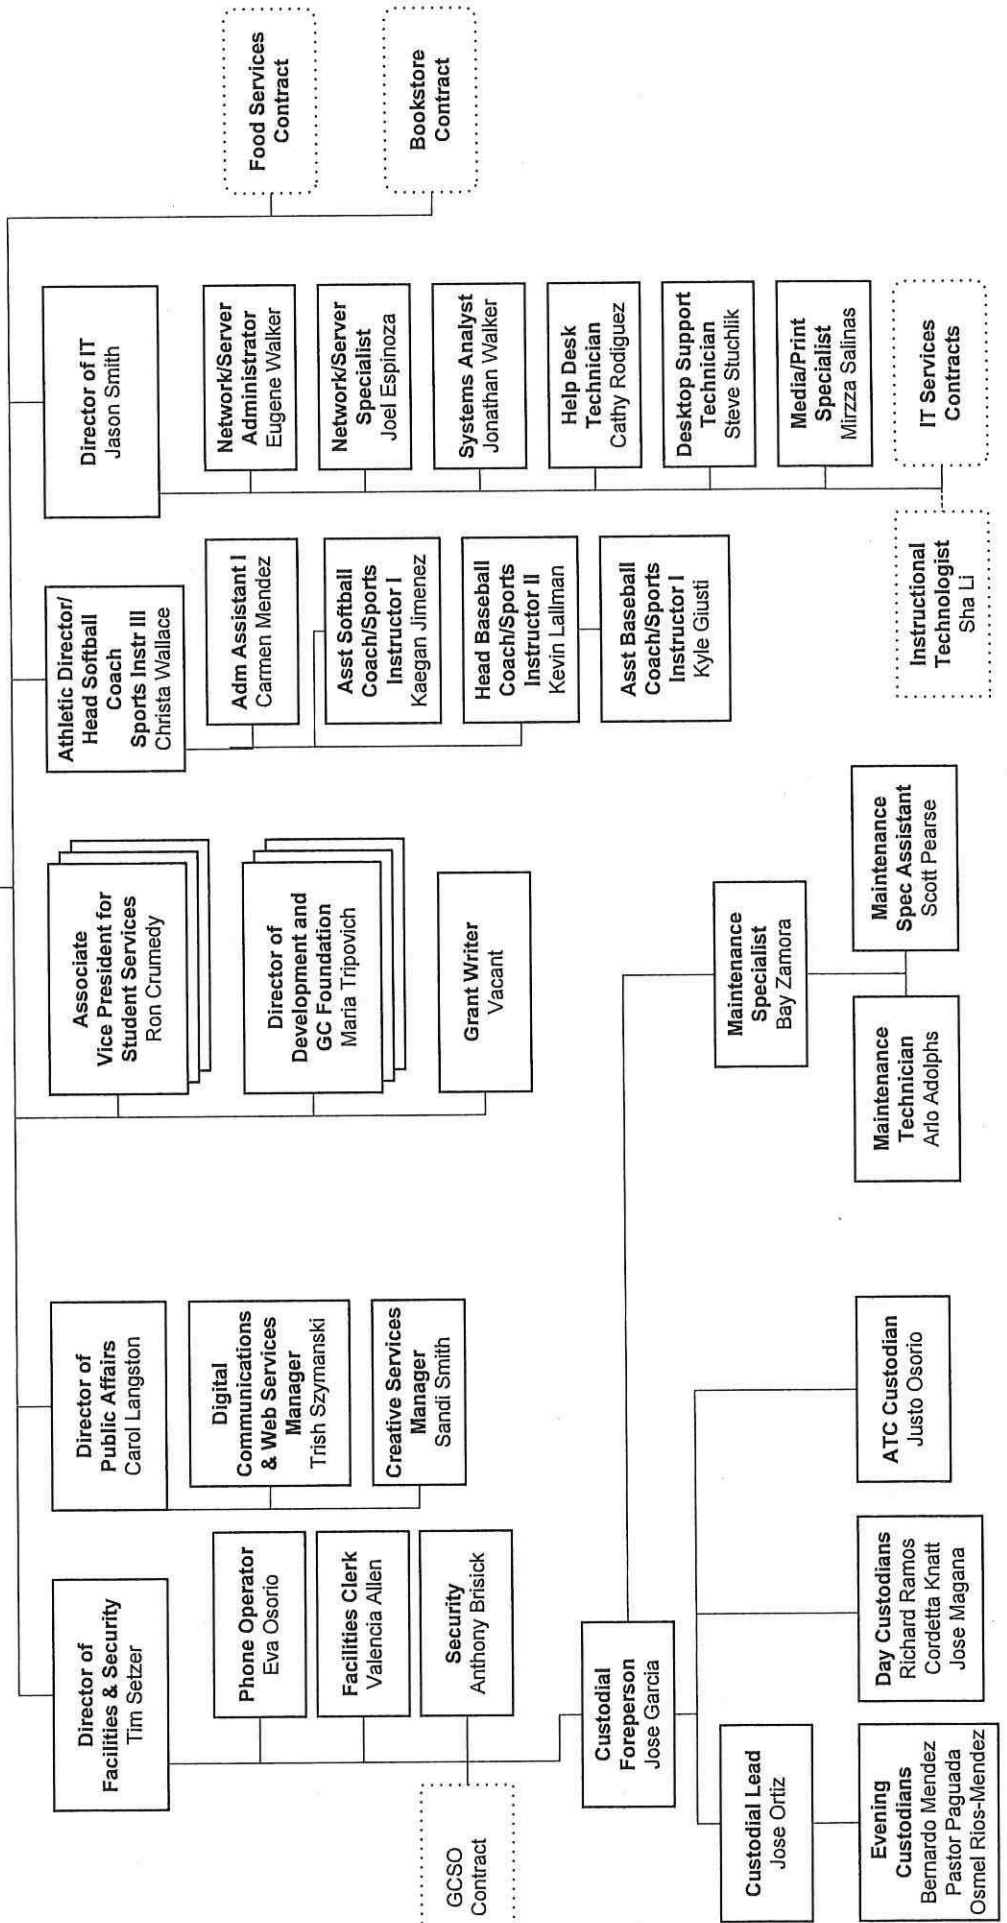 Director of
Facilities & Security
Tim Setzer
Phone Operator
Eva Osorio
Facilities Clerk
Valencia Allen
Security
Anthony Brisick
GCSO
Contract
Custodial
Foreperson
Jose Garcia
Custodial Lead
Jose Ortiz
Evening
Custodians
Bernardo Mendez
Pastor Paguada
Osmel Rios-Mendez
Day Custodians
Richard Ramos
Cordetta Knatt
Jose Magana
ATC Custodian
Justo Osorio
Maintenance
Specialist
Bay Zamora
Maintenance
Technician
Arlo Adolphs
Maintenance
Spec Assistant
Scott Pearse
Director of
Public Affairs
Carol Langston
Digital
Communications
& Web Services
Manager
Trish Szymanski
Creative Services
Manager
Sandi Smith
Associate
Vice President for
Student Services
Ron Crumedy
Director of
Development and
GC Foundation
Maria Tripovich
Grant Writer
Vacant
Athletic Director/
Head Softball
Coach
Sports Instr III
Christa Wallace
Adm Assistant I
Carmen Mendez
Asst Softball
Coach/Sports
Instructor I
Kaegan Jimenez
Head Baseball
Coach/Sports
Instructor II
Kevin Lallman
Asst Baseball
Coach/Sports
Instructor I
Kyle Giusti
Director of IT
Jason Smith
Network/Server
Administrator
Eugene Walker
Network/Server
Specialist
Joel Espinoza
Systems Analyst
Jonathan Walker
Help Desk
Technician
Cathy Rodiguez
Desktop Support
Technician
Steve Stuchlik
Media/Print
Specialist
Mirzza Salinas
Instructional
Technologist
Sha Li
IT Services
Contracts
Food Services
Contract
Bookstore
Contract